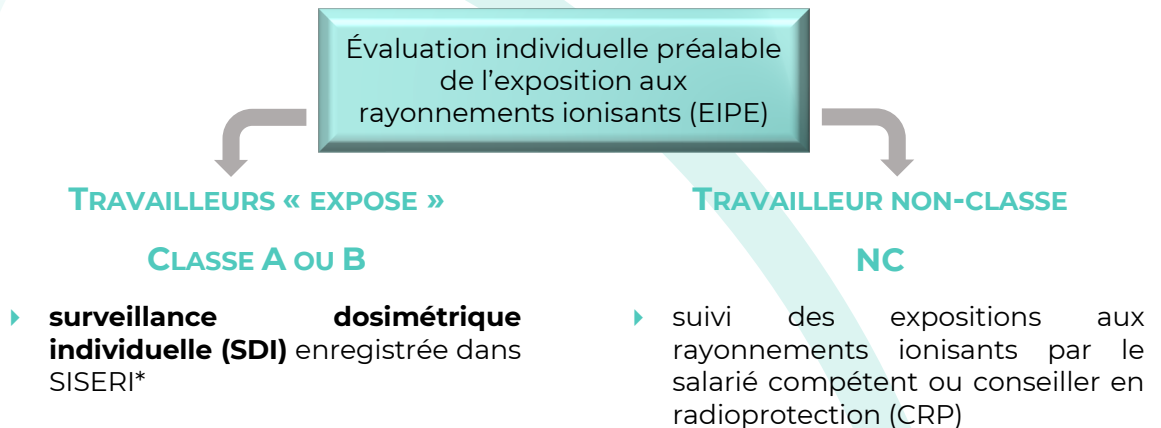 Évaluation individuelle préalable
de l’exposition aux
rayonnements ionisants (EIPE)
TRAVAILLEURS « EXPOSE »
CLASSE A OU B
surveillance dosimétrique
individuelle (SDI) enregistrée dans
SISERI*
TRAVAILLEUR NON-CLASSE
NC
suivi des expositions aux
rayonnements ionisants par le
salarié compétent ou conseiller en
radioprotection (CRP)